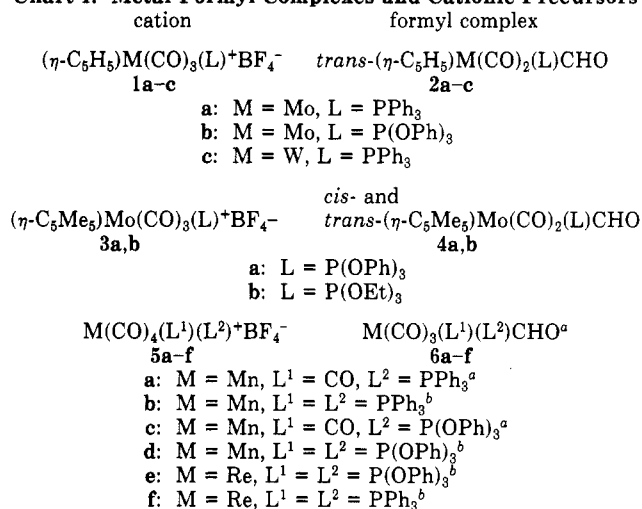 Chart I. Metal Formyl Complexes and Cationic Precursors
cation formyl complex
(η-C₅H₅)M(CO)₃(L)⁺BF₄⁻ trans-(η-C₅H₅)M(CO)₂(L)CHO
1a-c 2a-c
a: M = Mo, L = PPh₃
b: M = Mo, L = P(OPh)₃
c: M = W, L = PPh₃
cis- and
(η-C₅Me₅)Mo(CO)₃(L)⁺BF₄- trans-(η-C₅Me₅)Mo(CO)₂(L)CHO
3a,b 4a,b
a: L = P(OPh)₃
b: L = P(OEt)₃
M(CO)₄(L¹)(L²)⁺BF₄⁻ M(CO)₃(L¹)(L²)CHOᵃ
5a-f 6a-f
a: M = Mn, L¹ = CO, L² = PPh₃ᵃ
b: M = Mn, L¹ = L² = PPh₃ᵇ
c: M = Mn, L¹ = CO, L² = P(OPh)₃ᵃ
d: M = Mn, L¹ = L² = P(OPh)₃ᵇ
e: M = Re, L¹ = L² = P(OPh)₃ᵇ
f: M = Re, L¹ = L² = PPh₃ᵇ